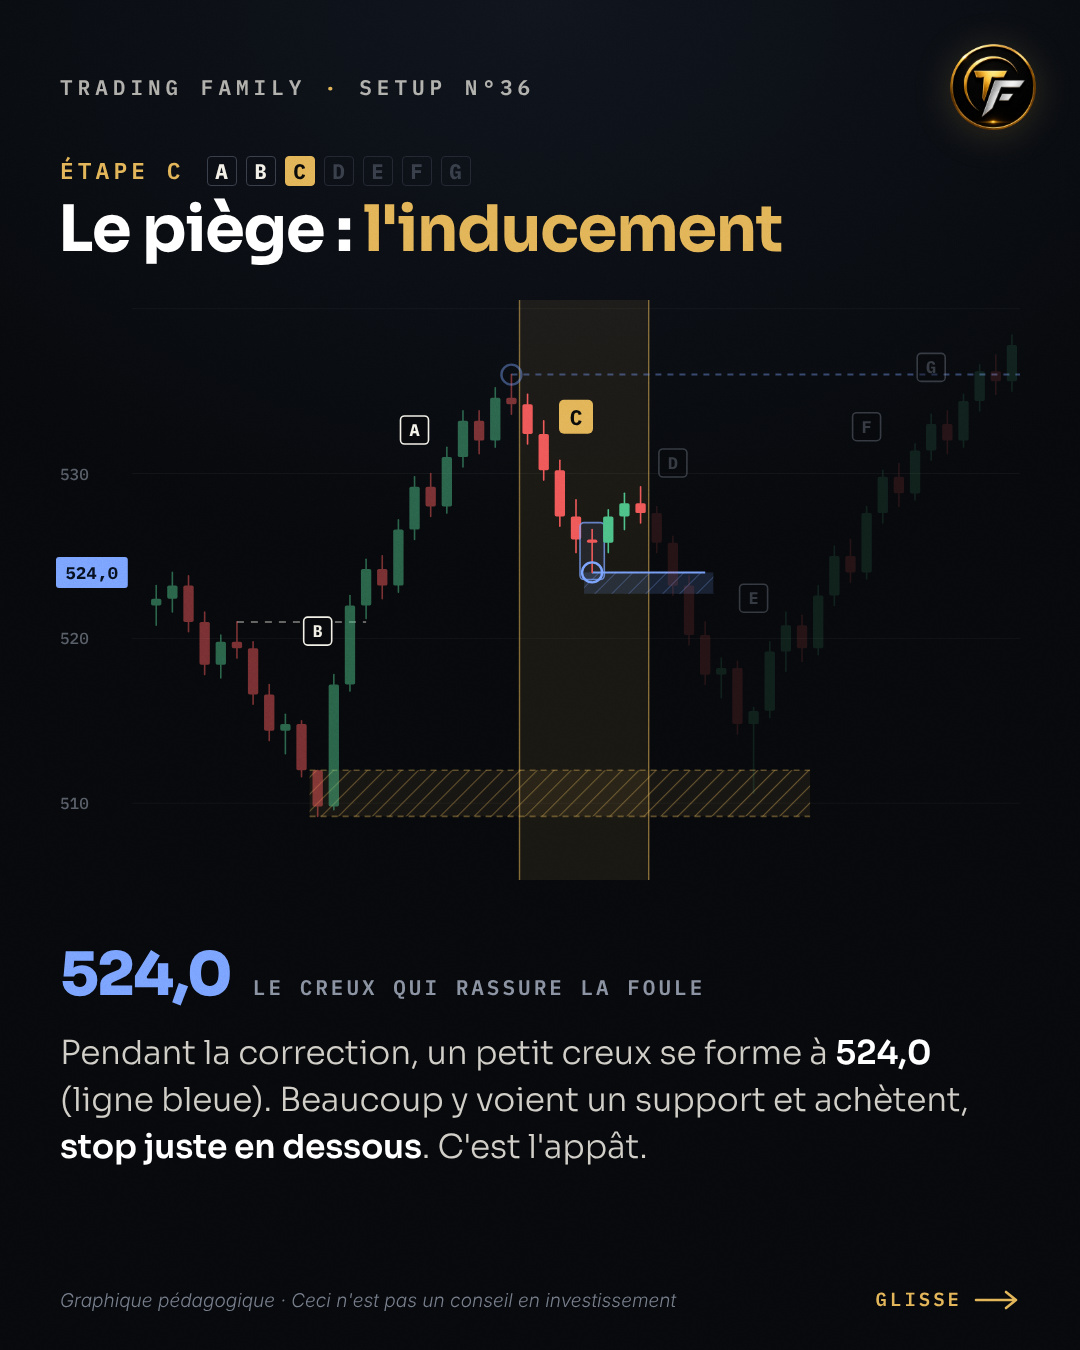 TRADING FAMILY · SETUP N°36
TF
ÉTAPE C A B C D E F G
Le piège : l'inducement
G
C
A
F
D
530
524,0
E
B
520
510
524,0 LE CREUX QUI RASSURE LA FOULE
Pendant la correction, un petit creux se forme à 524,0
(ligne bleue). Beaucoup y voient un support et achètent,
stop juste en dessous. C'est l'appât.
Graphique pédagogique · Ceci n'est pas un conseil en investissement
GLISSE →